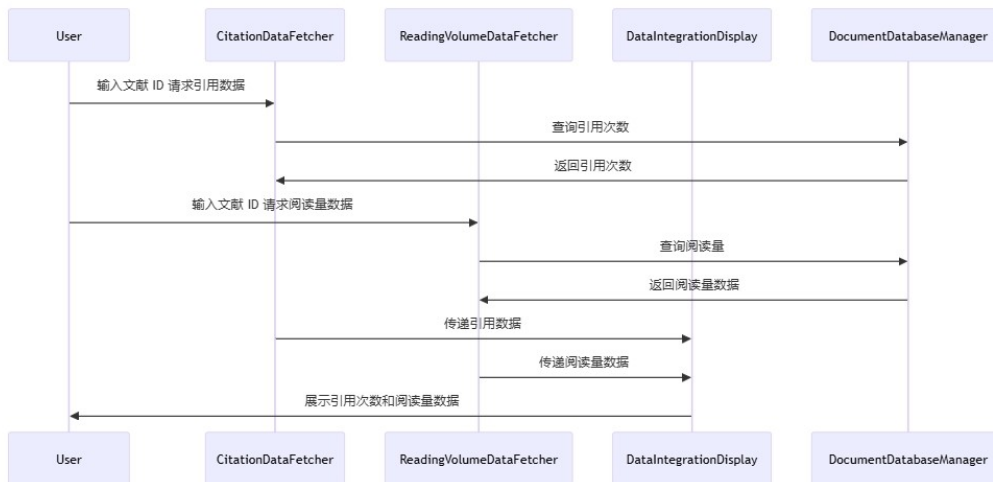 User
CitationDataFetcher
ReadingVolumeDataFetcher
DataIntegrationDisplay
DocumentDatabaseManager
输入文献 ID 请求引用数据
查询引用次数
返回引用次数
输入文献 ID 请求阅读量数据
查询阅读量
返回阅读量数据
传递引用数据
传递阅读量数据
展示引用次数和阅读量数据
User
CitationDataFetcher
ReadingVolumeDataFetcher
DataIntegrationDisplay
DocumentDatabaseManager